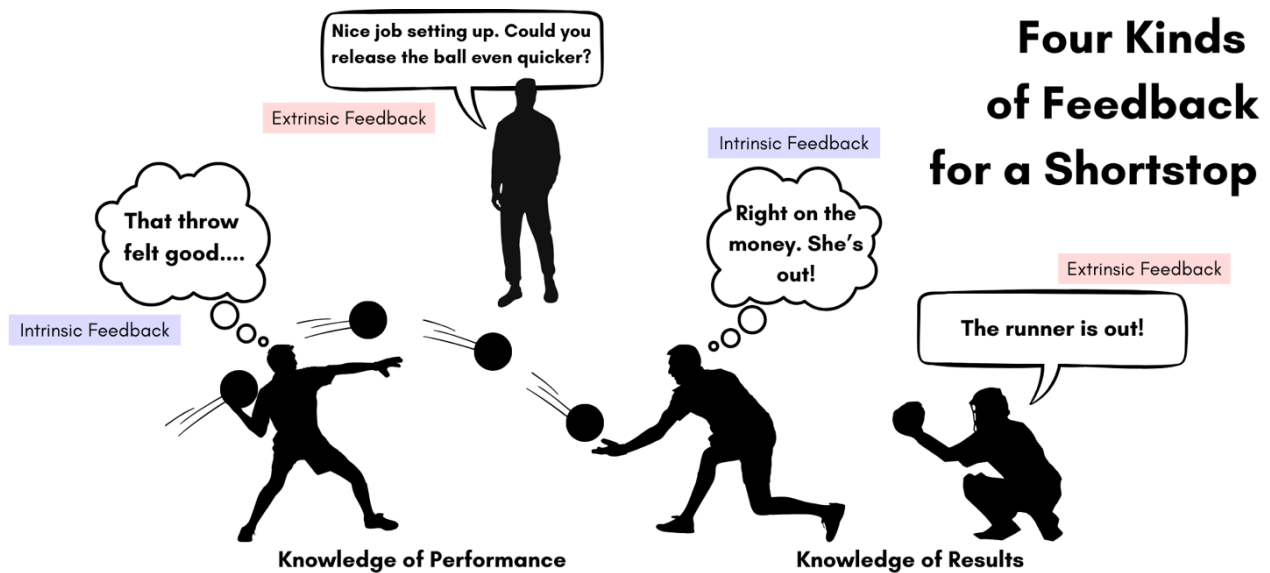 Four Kinds
of Feedback
for a Shortstop
Nice job setting up. Could you
release the ball even quicker?
Extrinsic Feedback
That throw
felt good....
Intrinsic Feedback
Intrinsic Feedback
Right on the
money. She’s
out!
Extrinsic Feedback
The runner is out!
Knowledge of Performance
Knowledge of Results